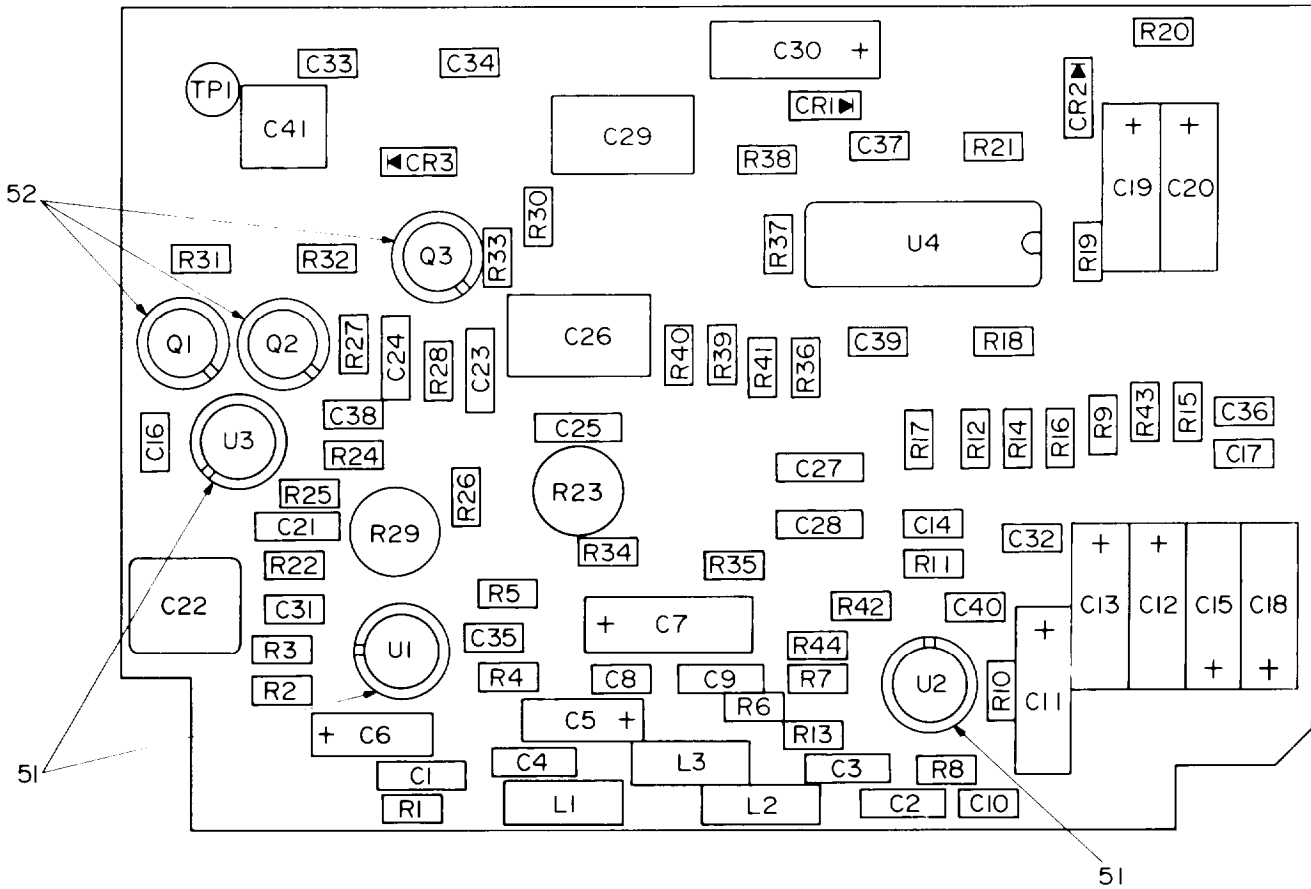 R20
C33
C34
C30 +
TP1
CR1
CR2
C41
C29
C37
R21
+
+
CR3
R38
C19
C20
52
R30
R31
R32
Q3
R33
R37
U4
R19
Q1
Q2
R27
C24
R28
C23
C26
R40
R39
R41
R36
C39
R18
C16
U3
C38
R24
C25
R17
R12
R14
R16
R9
R43
R15
C36
C17
R25
R26
R23
C27
C21
R29
C28
C14
C32
+
+
R22
R34
R35
R11
C22
C31
R5
+ C7
R42
C40
C13
C12
C15
C18
R3
U1
C35
R44
+
R2
R4
C8
C9
R7
U2
R10
C11
+
+
R6
+ C6
C5 +
R13
51
C1
C4
L3
C3
R8
R1
L1
L2
C2
C10
51